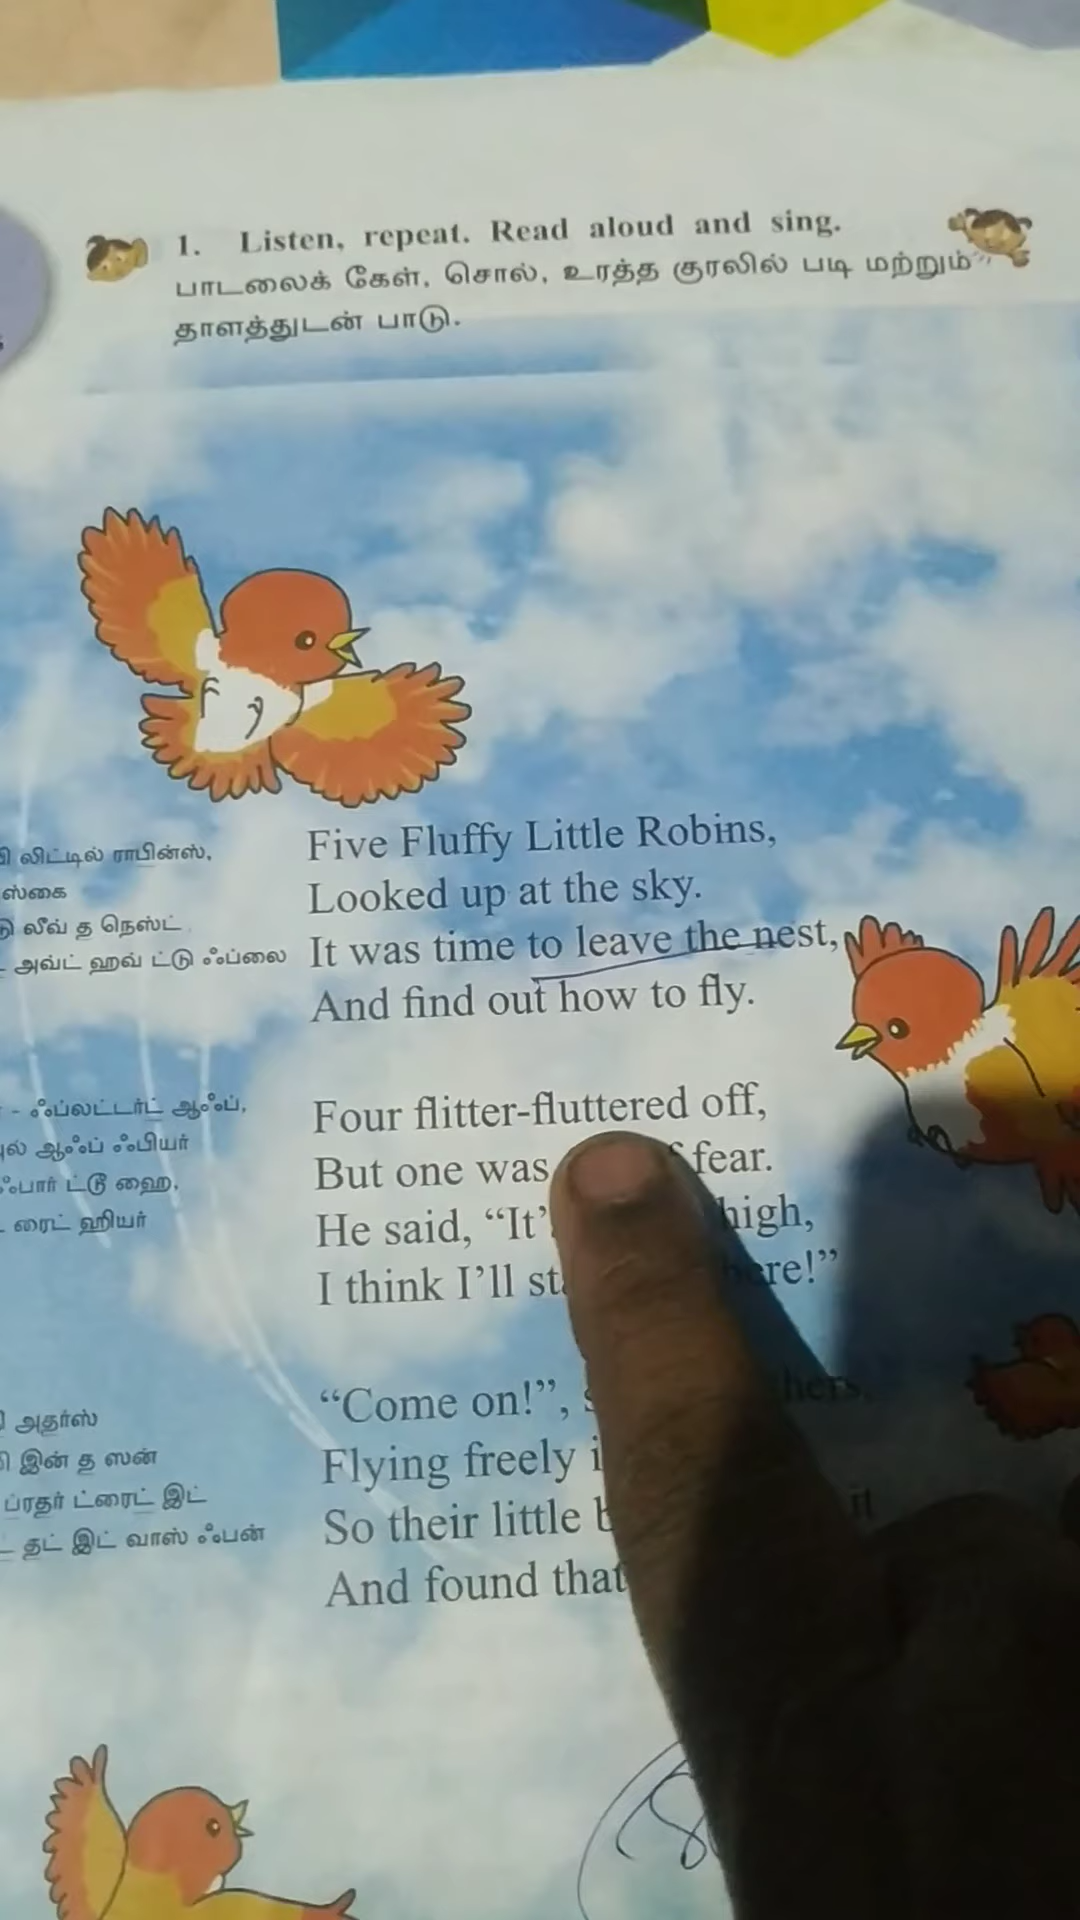 1. Listen, repeat. Read aloud and sing.
பாடலைக் கேள், சொல், உரத்த குரலில் படி மற்றும்
தாளத்துடன் பாடு.
லிட்டில் ராபின்ஸ்,
ஸ்கை
லீவ் த நெஸ்ட்
அவ்ட் ஹவ் ட்டு ஃப்லை
Five Fluffy Little Robins,
Looked up at the sky.
It was time to leave the nest,
And find out how to fly.
- ஃப்லட்டர்ட் ஆஃப்,
ஆஃப் ஃபியர்
ஃபார் ட்டூ ஹை,
ரைட் ஹியர்
Four flitter-fluttered off,
But one was fear.
He said, “It’ high,
I think I’ll
“Come on!”,
Flying freely
So their little
And found that
அதர்ஸ்
இன் த ஸன்
ப்ரதர் ட்ரைட் இட்
தட் இட் வாஸ் ஃபன்